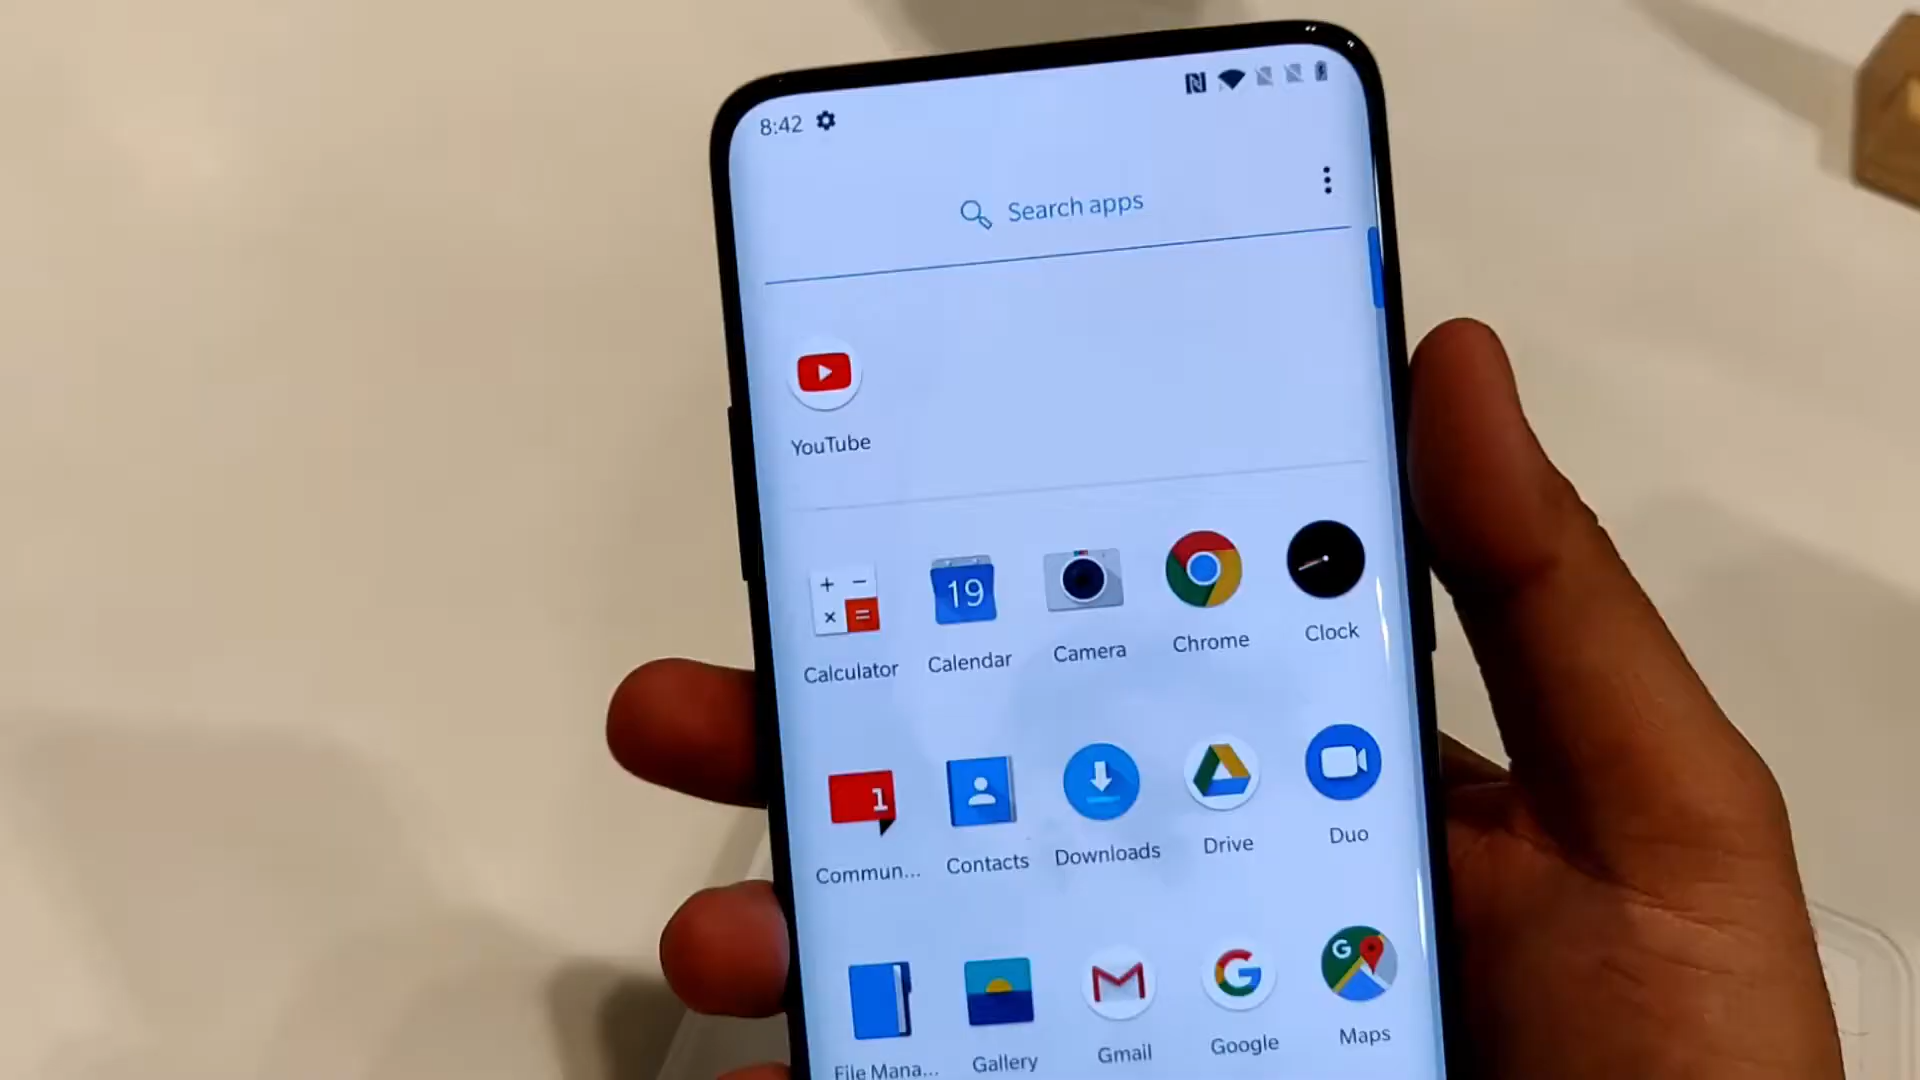 8:42
Search apps
YouTube
+ −
× =
19
Calculator Calendar Camera Chrome Clock
1
Commun... Contacts Downloads Drive Duo
G
G
File Mana... Gallery Gmail Google Maps